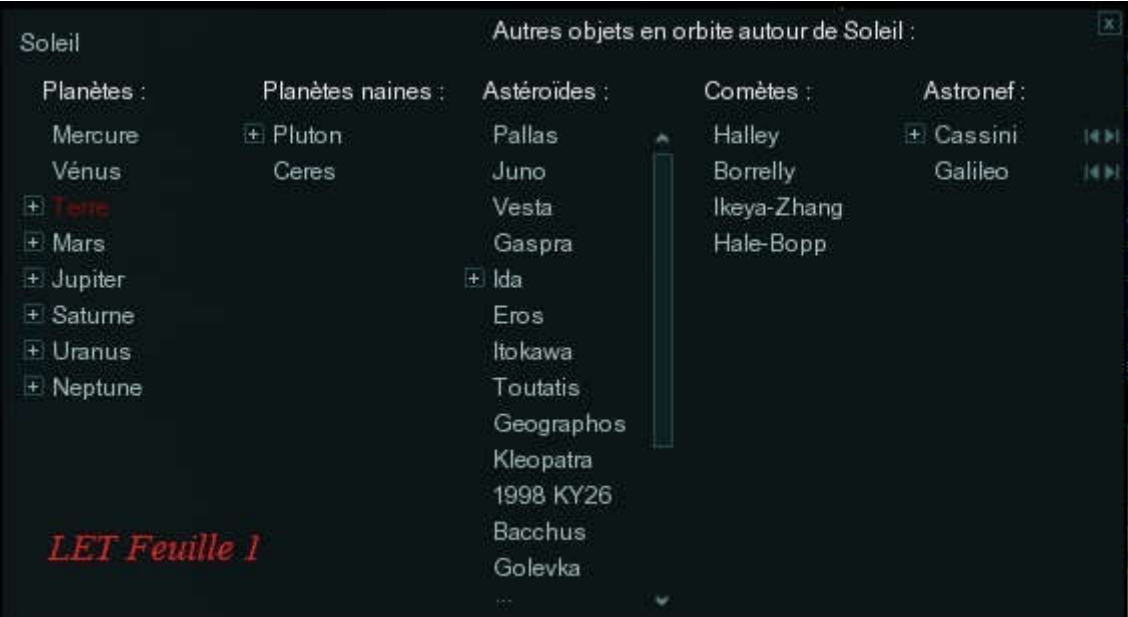 Soleil
Autres objets en orbite autour de Soleil :
x
Planètes :
Mercure
Vénus
+ Terre
+ Mars
+ Jupiter
+ Saturne
+ Uranus
+ Neptune
Planètes naines :
+ Pluton
Ceres
Astéroïdes :
Pallas
Juno
Vesta
Gaspra
+ Ida
Eros
Itokawa
Toutatis
Geographos
Kleopatra
1998 KY26
Bacchus
Golevka
...
Comètes :
Halley
Borrelly
Ikeya-Zhang
Hale-Bopp
Astronef :
+ Cassini
Galileo
LET Feuille 1